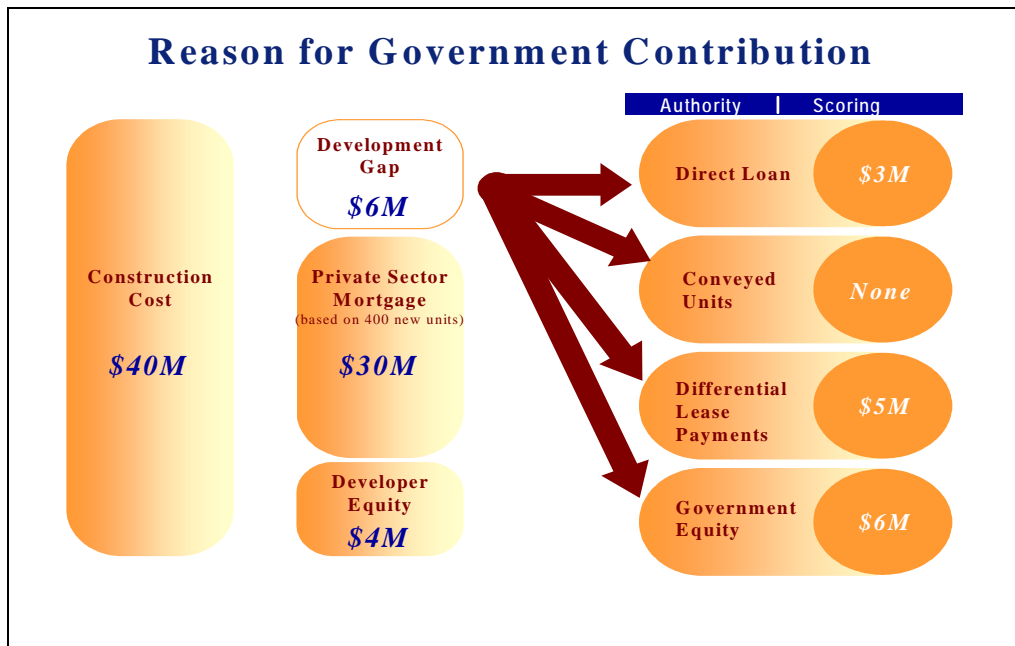 Reason for Government Contribution
Authority | Scoring
Construction
Cost
$40M
Development
Gap
$6M
Private Sector
Mortgage
(based on 400 new units)
$30M
Developer
Equity
$4M
Direct Loan
$3M
Conveyed
Units
None
Differential
Lease
Payments
$5M
Government
Equity
$6M